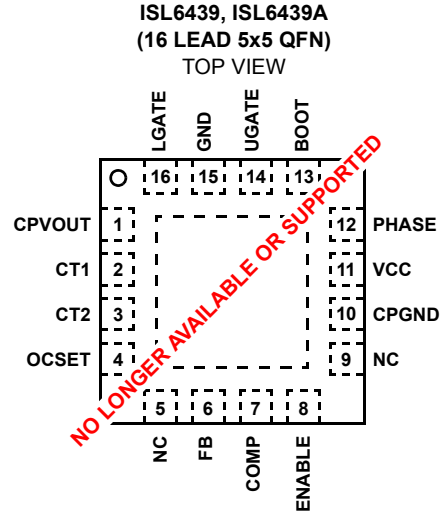 ISL6439, ISL6439A
(16 LEAD 5x5 QFN)
TOP VIEW
LGATE
GND
UGATE
BOOT
16
15
14
13
CPVOUT 1
12 PHASE
CT1 2
11 VCC
CT2 3
10 CPGND
OCSET 4
9 NC
NO LONGER AVAILABLE OR SUPPORTED
5
6
7
8
NC
FB
COMP
ENABLE